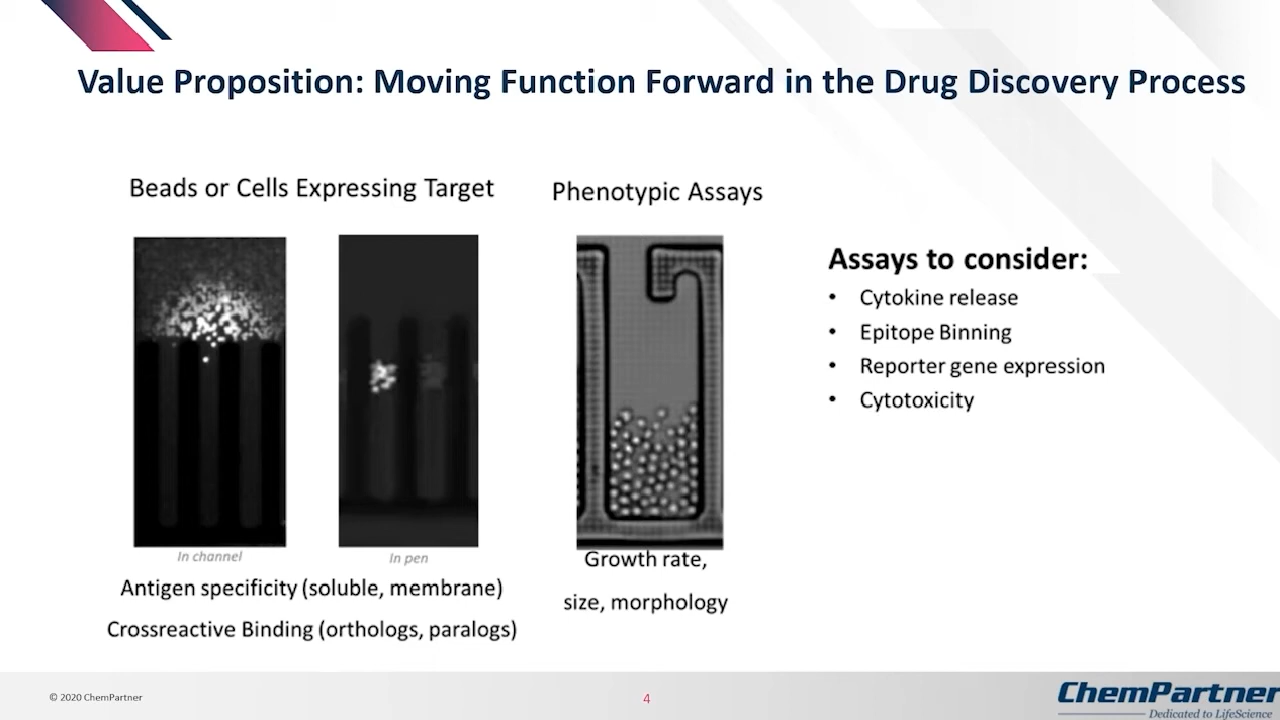 Value Proposition: Moving Function Forward in the Drug Discovery Process
Beads or Cells Expressing Target
Phenotypic Assays
In channel
In pen
Antigen specificity (soluble, membrane)
Crossreactive Binding (orthologs, paralogs)
Growth rate,
size, morphology
Assays to consider:
• Cytokine release
• Epitope Binning
• Reporter gene expression
• Cytotoxicity
© 2020 ChemPartner
4
ChemPartner
Dedicated to LifeScience